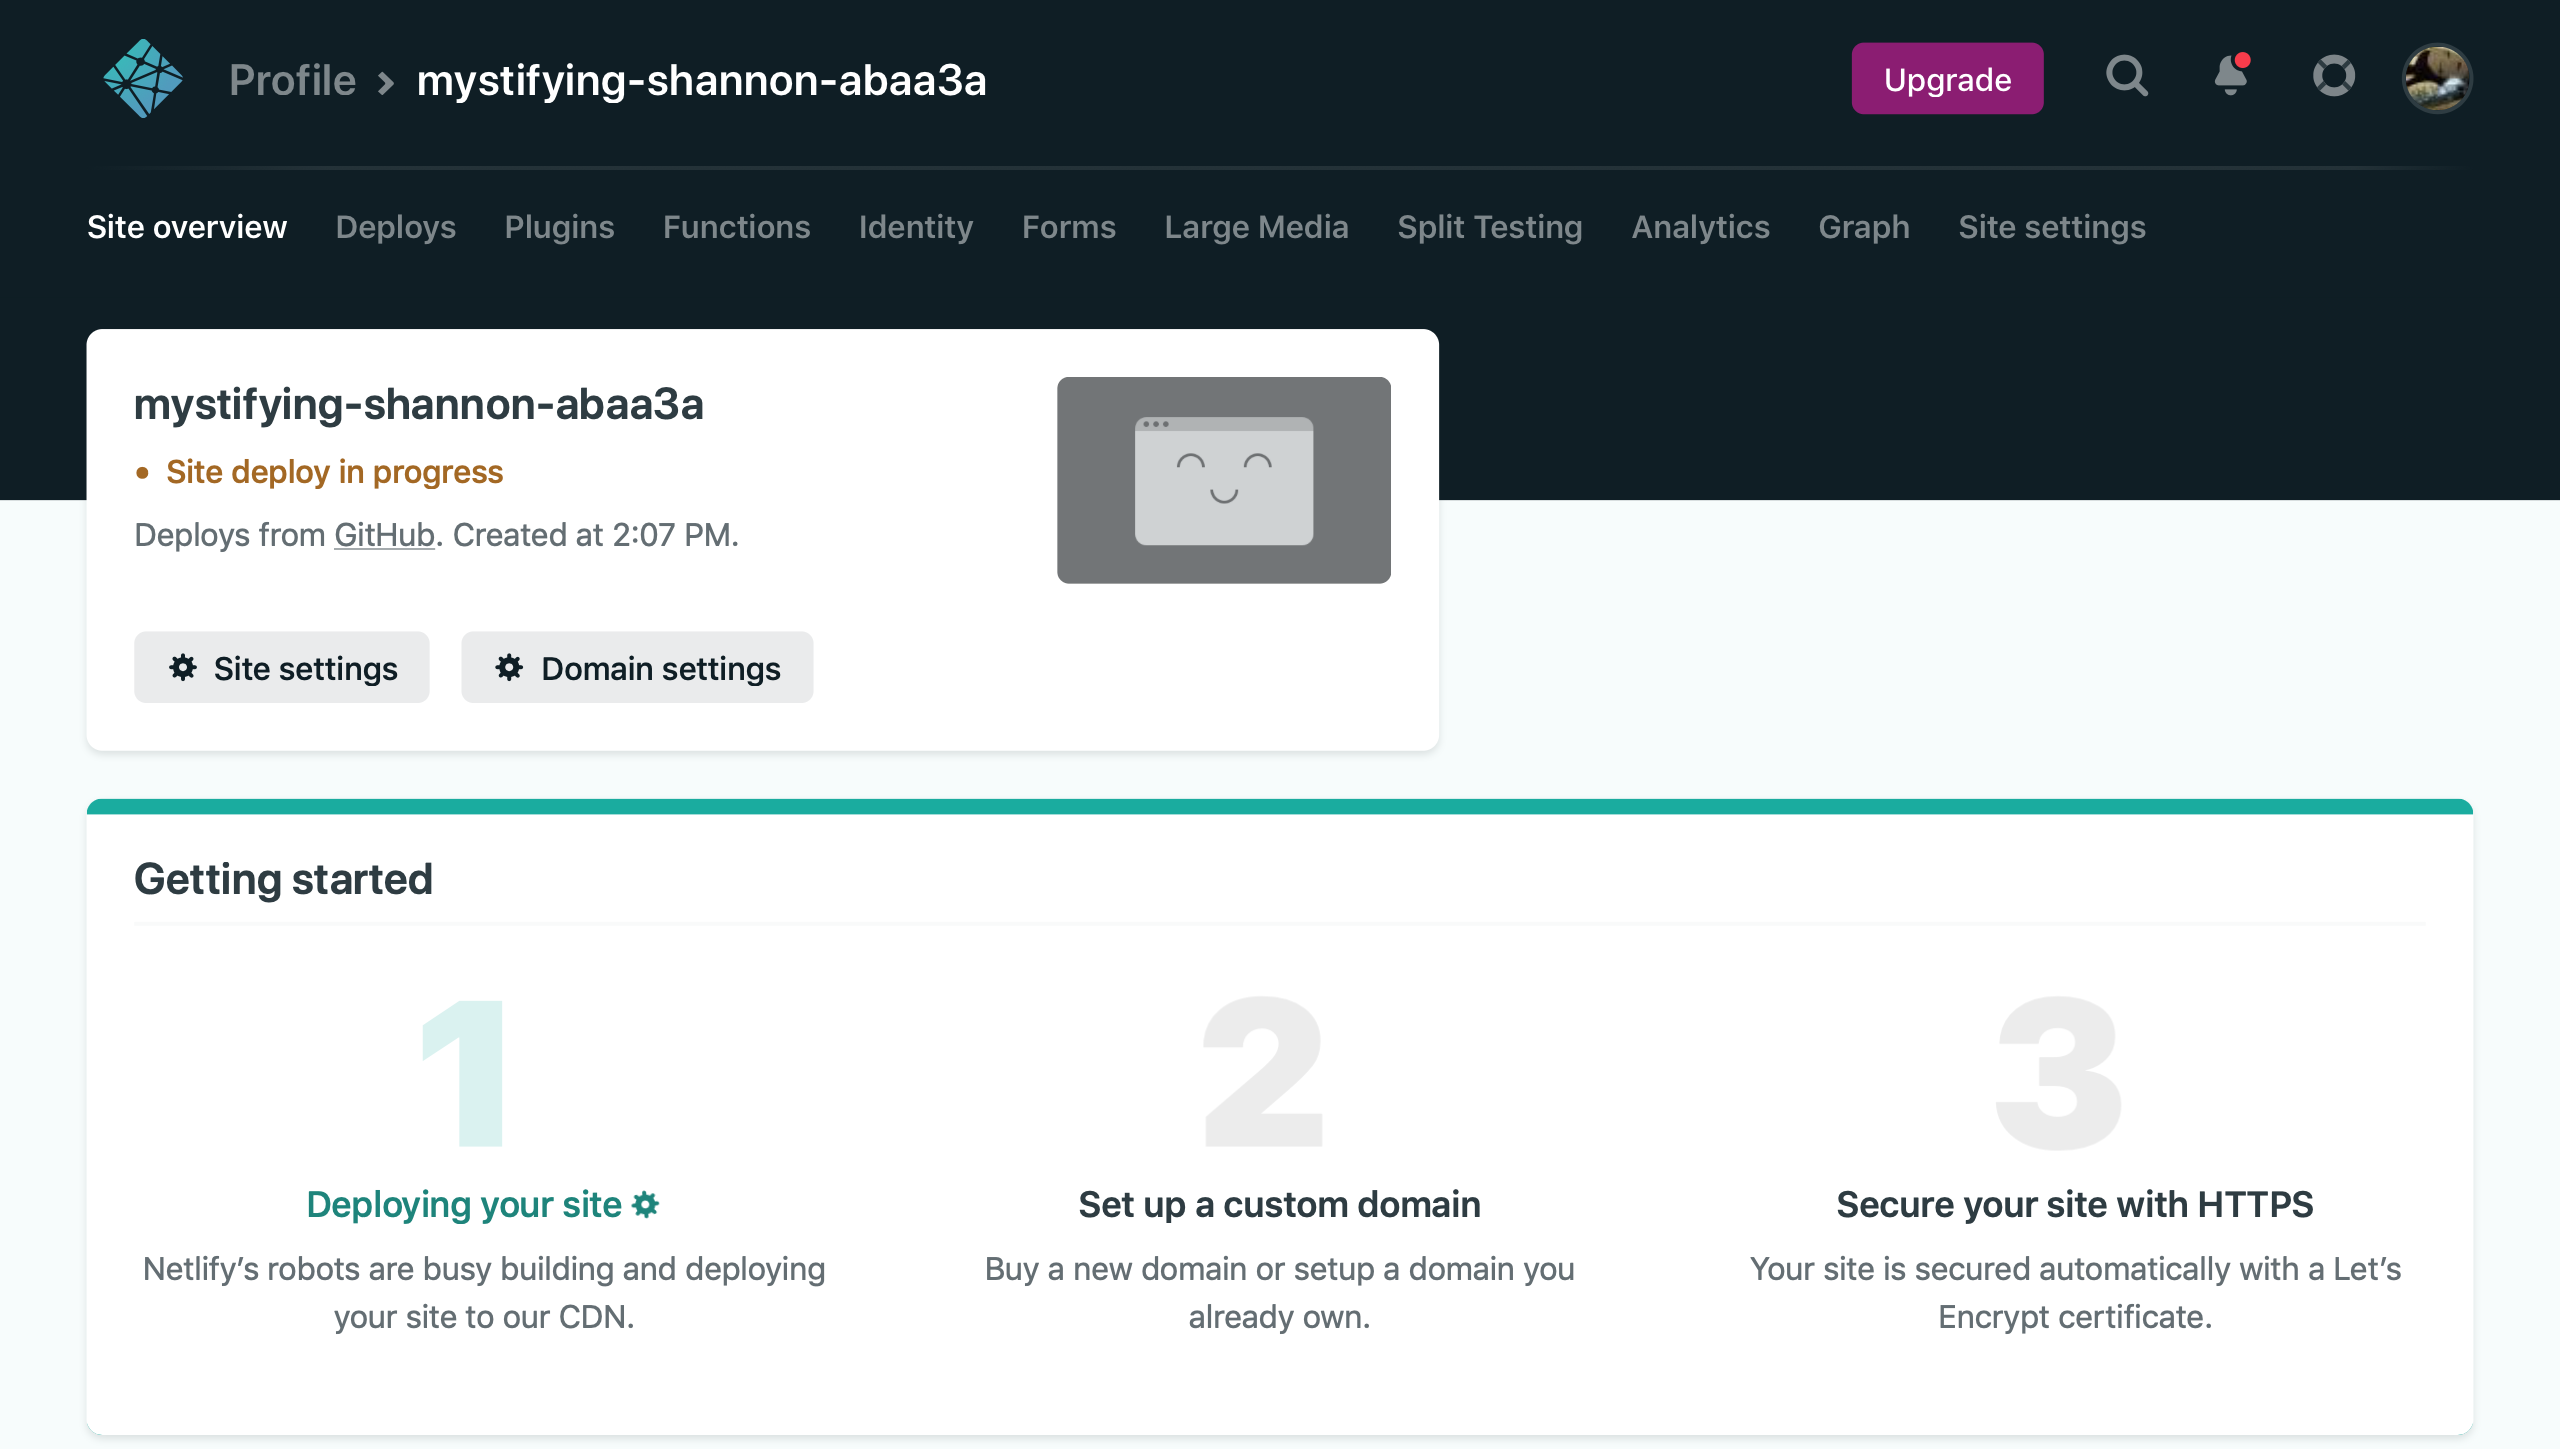 Profile › mystifying-shannon-abaa3a
Upgrade
Site overview Deploys Plugins Functions Identity Forms Large Media Split Testing Analytics Graph Site settings
mystifying-shannon-abaa3a
• Site deploy in progress
Deploys from GitHub. Created at 2:07 PM.
Site settings Domain settings
Getting started
1
Deploying your site
Netlify’s robots are busy building and deploying
your site to our CDN.
2
Set up a custom domain
Buy a new domain or setup a domain you
already own.
3
Secure your site with HTTPS
Your site is secured automatically with a Let’s
Encrypt certificate.